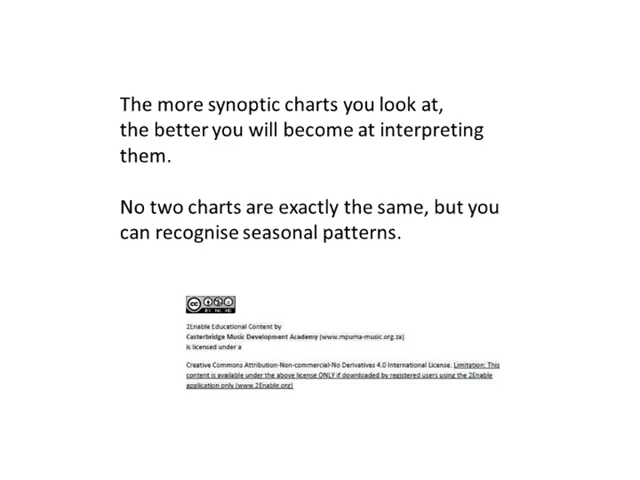 The more synoptic charts you look at,
the better you will become at interpreting
them.
No two charts are exactly the same, but you
can recognise seasonal patterns.
cc
BY NC ND
2Enable Educational Content by
Casterbridge Music Development Academy (www.mpuma-music.org.za)
is licensed under a
Creative Commons Attribution-Non-commercial-No Derivatives 4.0 International License. Limitation: This
content is available under the above license ONLY if downloaded by registered users using the 2Enable
application only (www.2Enable.org)